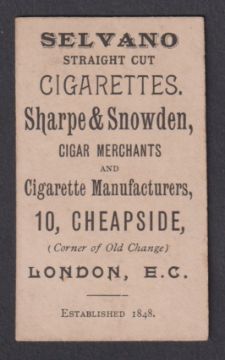 SELVANO
STRAIGHT CUT
CIGARETTES.
Sharpe & Snowden,
CIGAR MERCHANTS
AND
Cigarette Manufacturers,
10, CHEAPSIDE,
(Corner of Old Change)
LONDON, E.C.
ESTABLISHED 1848.